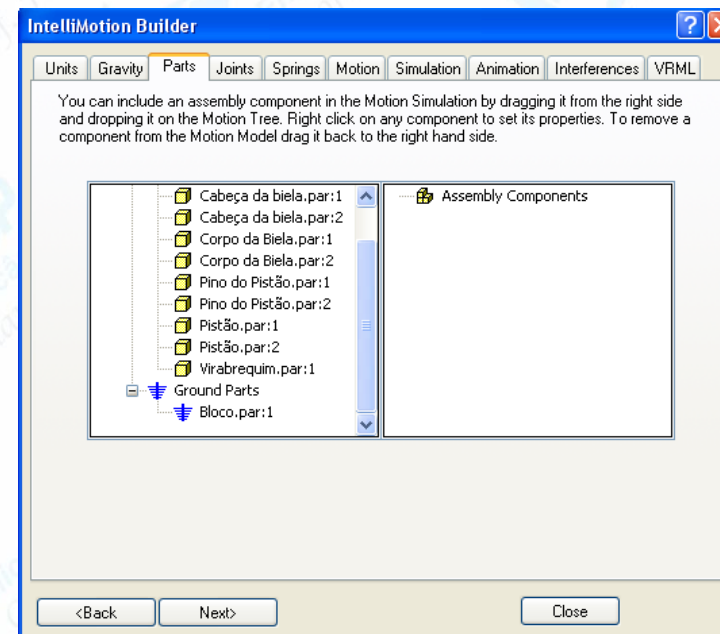 IntelliMotion Builder
Units Gravity Parts Joints Springs Motion Simulation Animation Interferences VRML
You can include an assembly component in the Motion Simulation by dragging it from the right side
and dropping it on the Motion Tree. Right click on any component to set its properties. To remove a
component from the Motion Model drag it back to the right hand side.
Cabeça da biela.par:1
Cabeça da biela.par:2
Corpo da Biela.par:1
Corpo da Biela.par:2
Pino do Pistão.par:1
Pino do Pistão.par:2
Pistão.par:1
Pistão.par:2
Virabrequim.par:1
Ground Parts
Bloco.par:1
Assembly Components
<Back Next> Close